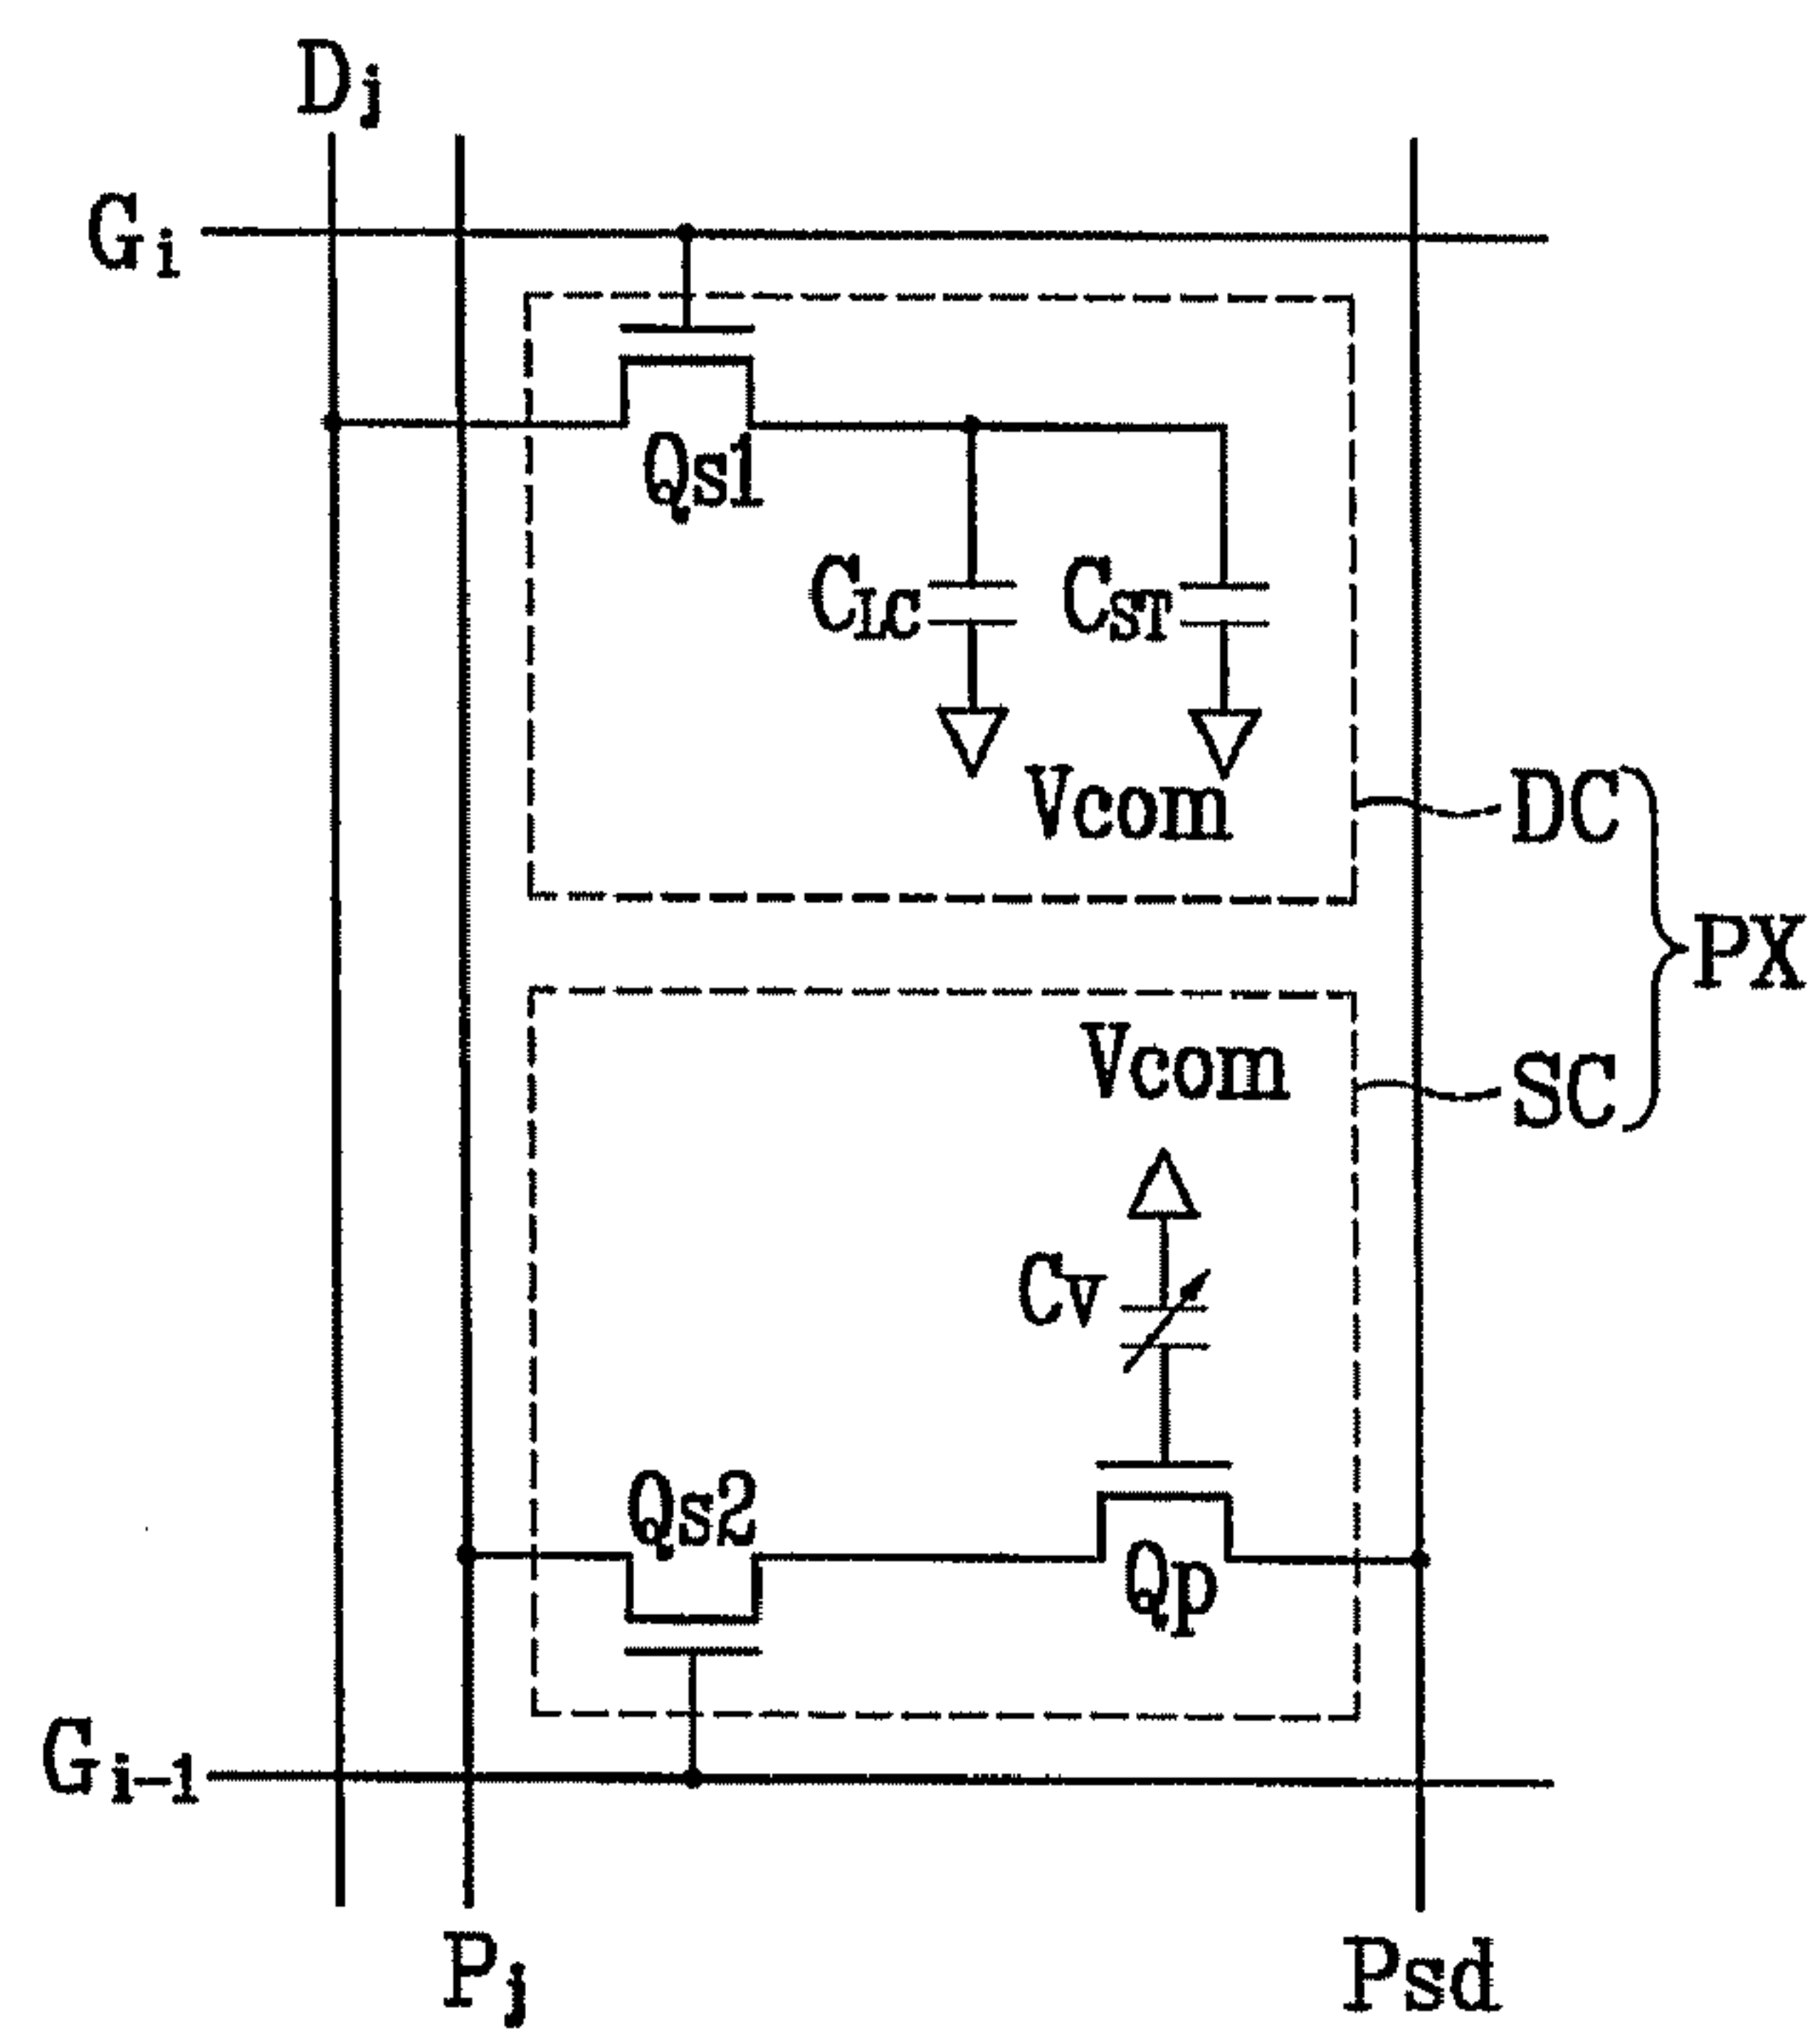 Dj
Gi
Qs1
CLC
CST
Vcom
DC
PX
Vcom
SC
Cv
Qs2
Qp
Gi-1
Pj
Psd